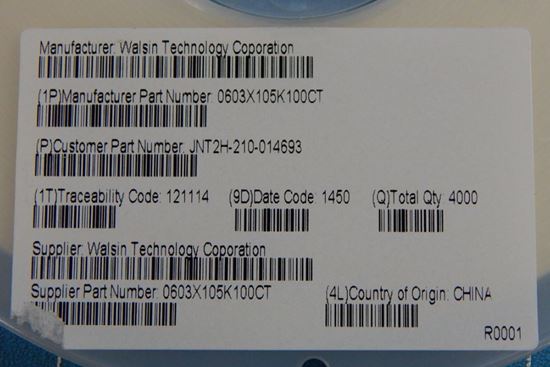 Manufacturer: Walsin Technology Coporation
(1P)Manufacturer Part Number: 0603X105K100CT
(P)Customer Part Number: JNT2H-210-014693
(1T)Traceability Code: 121114 (9D)Date Code: 1450 (Q)Total Qty: 4000
Supplier: Walsin Technology Coporation
Supplier Part Number: 0603X105K100CT (4L)Country of Origin: CHINA
R0001